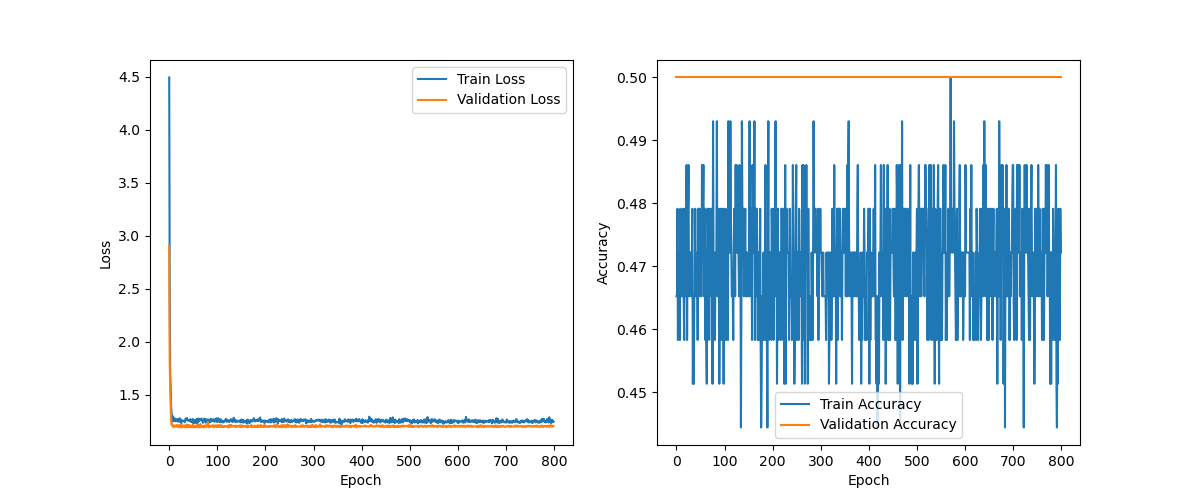 4.5
4.0
3.5
3.0
2.5
2.0
1.5
Loss
0 100 200 300 400 500 600 700 800
Epoch
Train Loss
Validation Loss
0.50
0.49
0.48
0.47
0.46
0.45
Accuracy
0 100 200 300 400 500 600 700 800
Epoch
Train Accuracy
Validation Accuracy